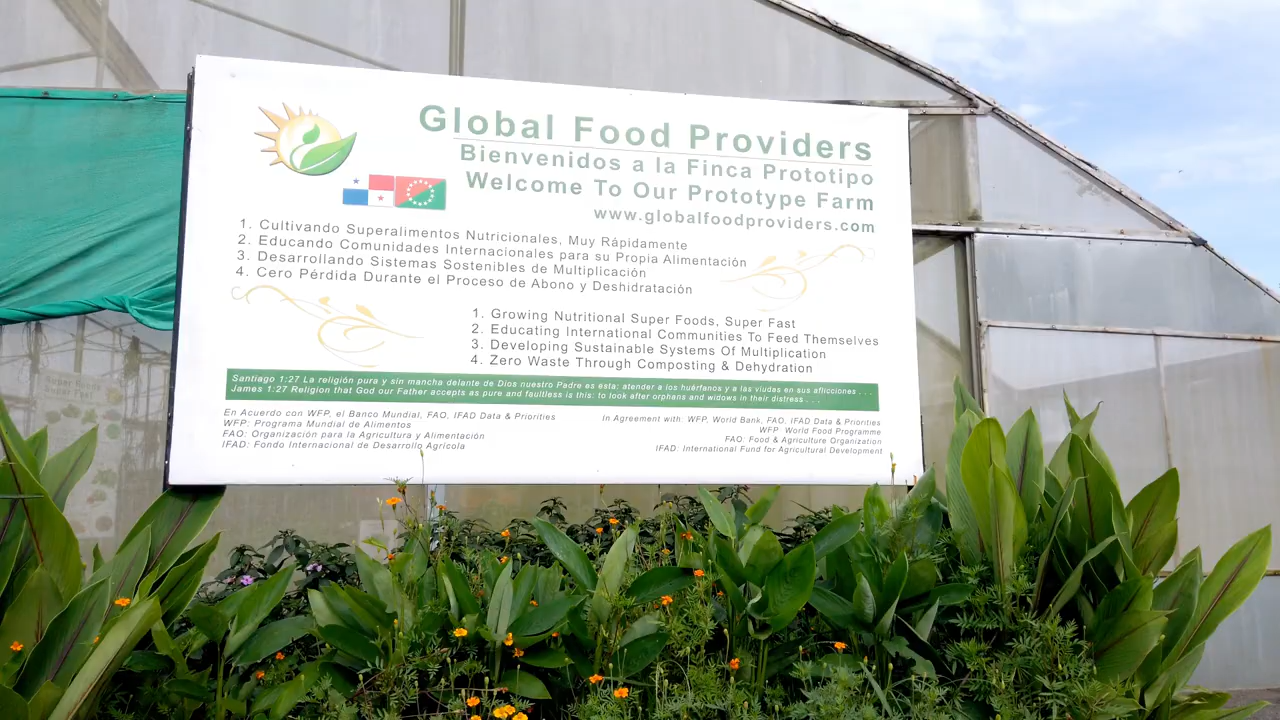 Global Food Providers
Bienvenidos a la Finca Prototipo
Welcome To Our Prototype Farm
www.globalfoodproviders.com
1. Cultivando Superalimentos Nutricionales, Muy Rápidamente
2. Educando Comunidades Internacionales para su Propia Alimentación
3. Desarrollando Sistemas Sostenibles de Multiplicación
4. Cero Pérdida Durante el Proceso de Abono y Deshidratación
1. Growing Nutritional Super Foods, Super Fast
2. Educating International Communities To Feed Themselves
3. Developing Sustainable Systems Of Multiplication
4. Zero Waste Through Composting & Dehydration
Santiago 1:27 La religión pura y sin mancha delante de Dios nuestro Padre es esta: atender a los huérfanos y a las viudas en sus aflicciones . . .
James 1:27 Religion that God our Father accepts as pure and faultless is this: to look after orphans and widows in their distress . . .
En Acuerdo con WFP, el Banco Mundial, FAO, IFAD Data & Priorities
WFP: Programa Mundial de Alimentos
FAO: Organización para la Agricultura y Alimentación
IFAD: Fondo Internacional de Desarrollo Agrícola
In Agreement with: WFP, World Bank, FAO, IFAD Data & Priorities
WFP: World Food Programme
FAO: Food & Agriculture Organization
IFAD: International Fund for Agricultural Development